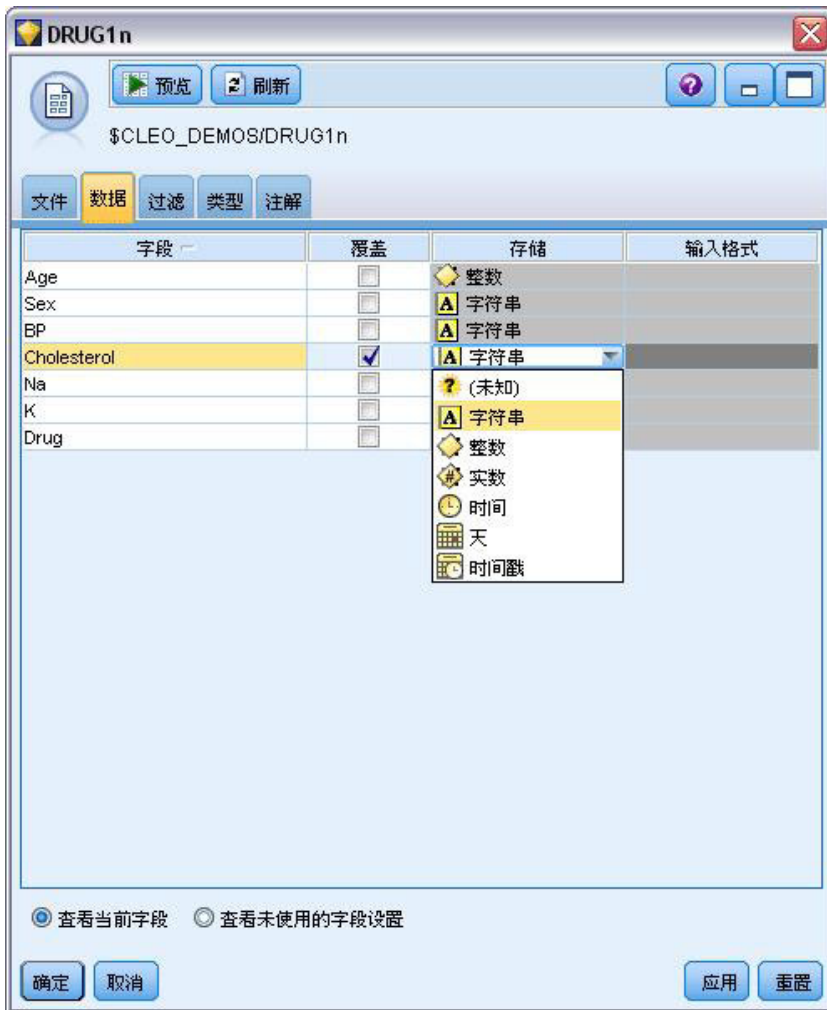 DRUG1n
预览 刷新
$CLEO_DEMOS/DRUG1n
文件 数据 过滤 类型 注解
字段 覆盖 存储 输入格式
Age 整数
Sex 字符串
BP 字符串
Cholesterol 字符串
Na (未知)
K 字符串
Drug 整数
实数
时间
天
时间戳
查看当前字段 查看未使用的字段设置
确定 取消 应用 重置